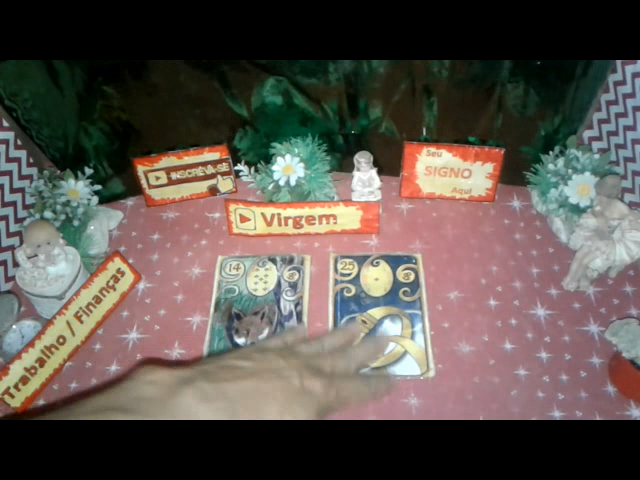 INSCREVA-SE
Seu
SIGNO
Aqui
Virgem
Trabalho / Finanças
14
25